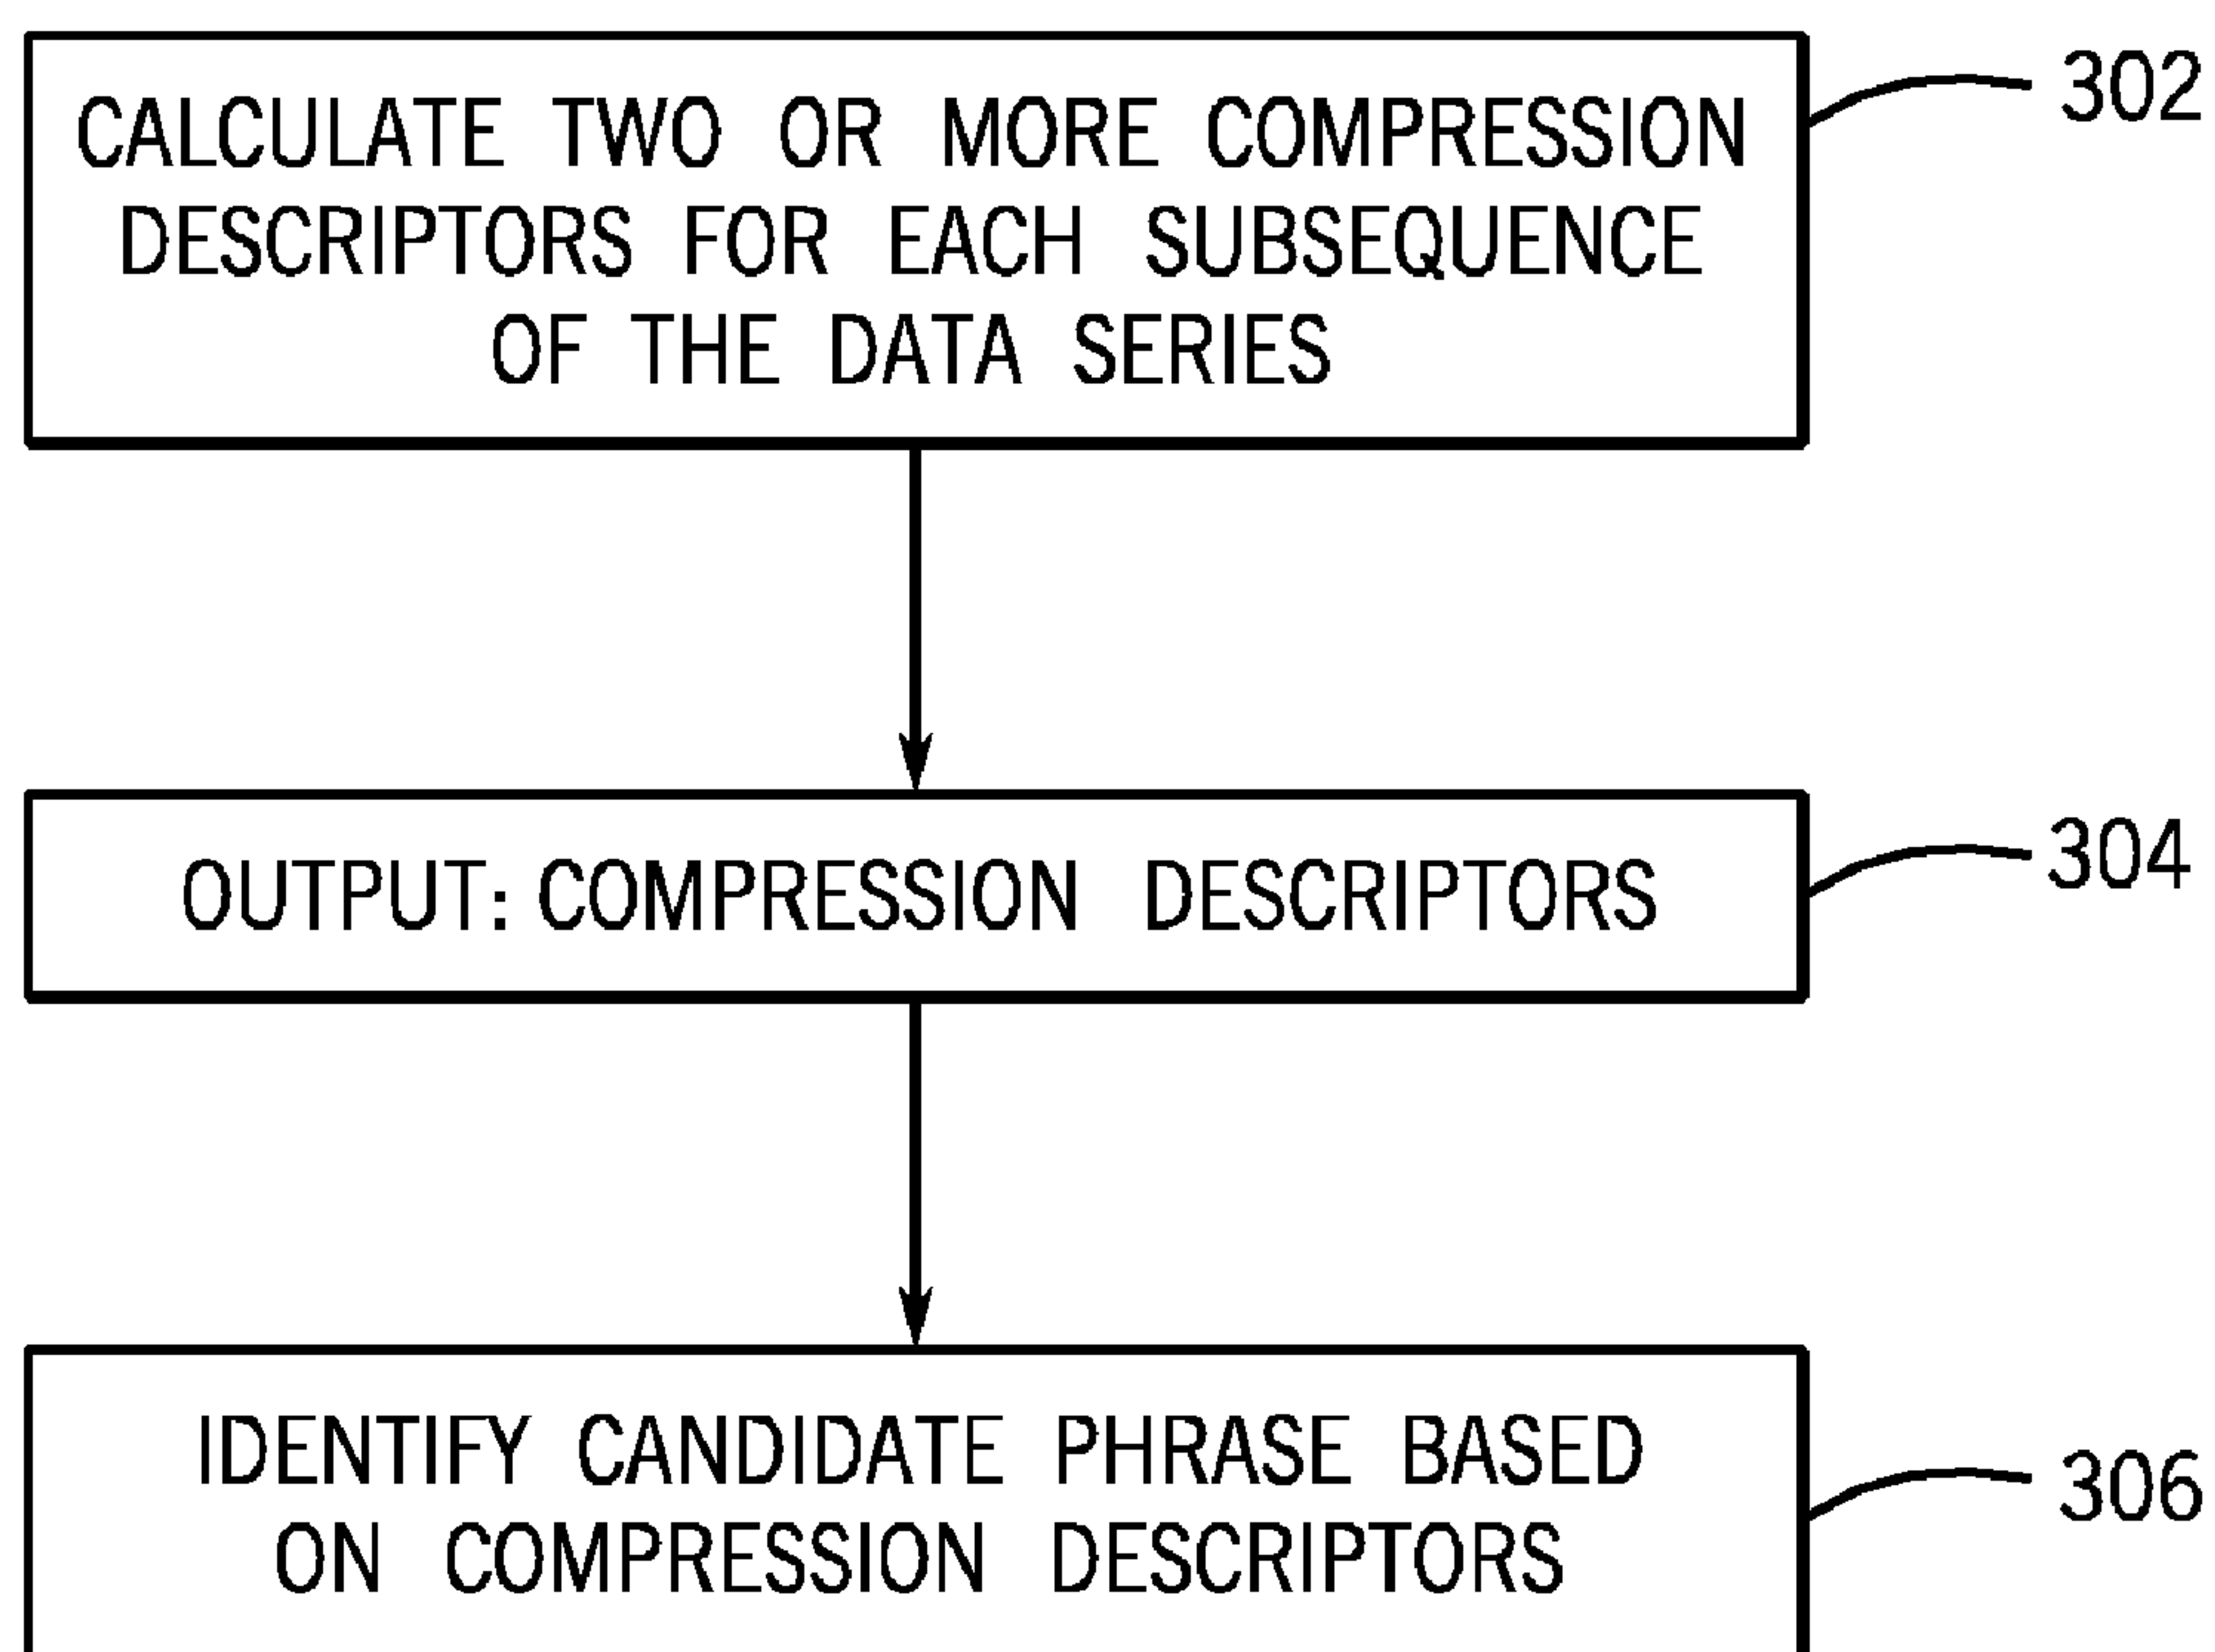 CALCULATE TWO OR MORE COMPRESSION
DESCRIPTORS FOR EACH SUBSEQUENCE
OF THE DATA SERIES
302
OUTPUT: COMPRESSION DESCRIPTORS
304
IDENTIFY CANDIDATE PHRASE BASED
ON COMPRESSION DESCRIPTORS
306